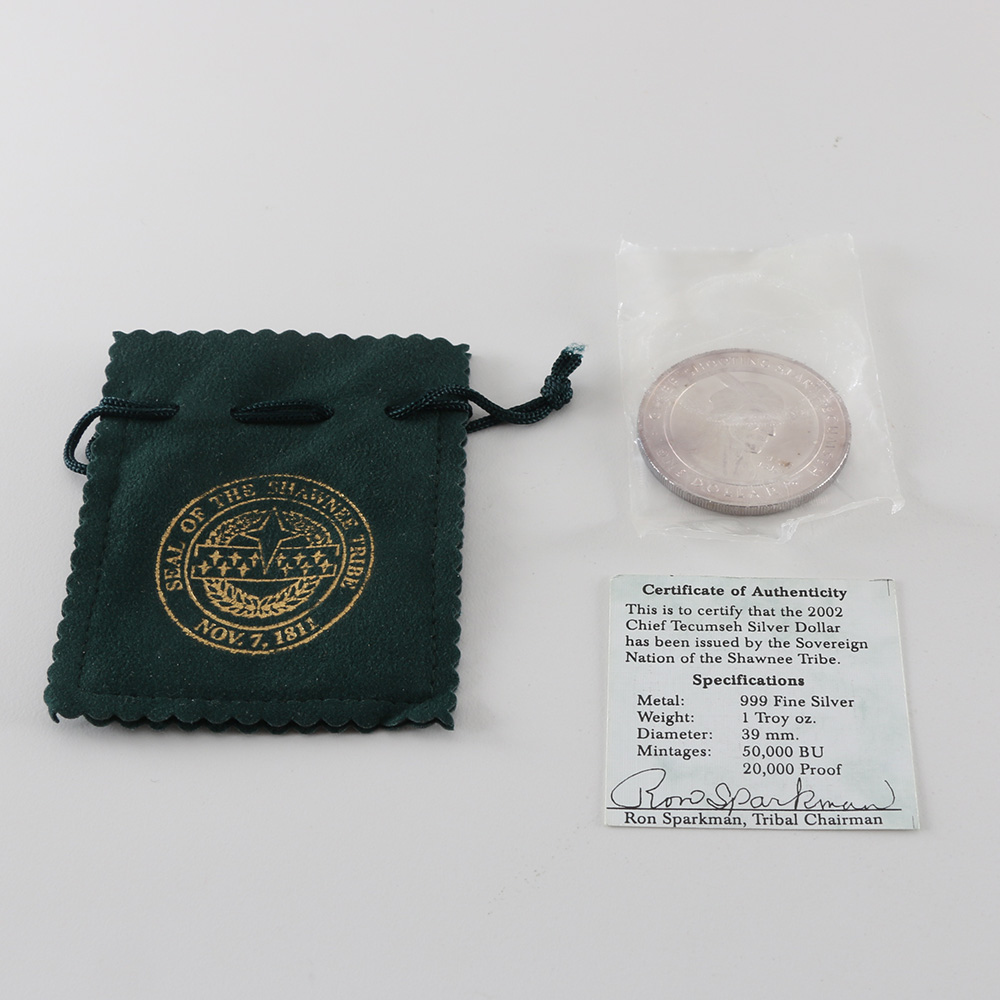 SEAL OF THE SHAWNEE TRIBE
NOV. 7, 1811
DOLLAR
Certificate of Authenticity
This is to certify that the 2002
Chief Tecumseh Silver Dollar
has been issued by the Sovereign
Nation of the Shawnee Tribe.
Specifications
Metal: 999 Fine Silver
Weight: 1 Troy oz.
Diameter: 39 mm.
Mintages: 50,000 BU
20,000 Proof
Ron Sparkman
Ron Sparkman, Tribal Chairman